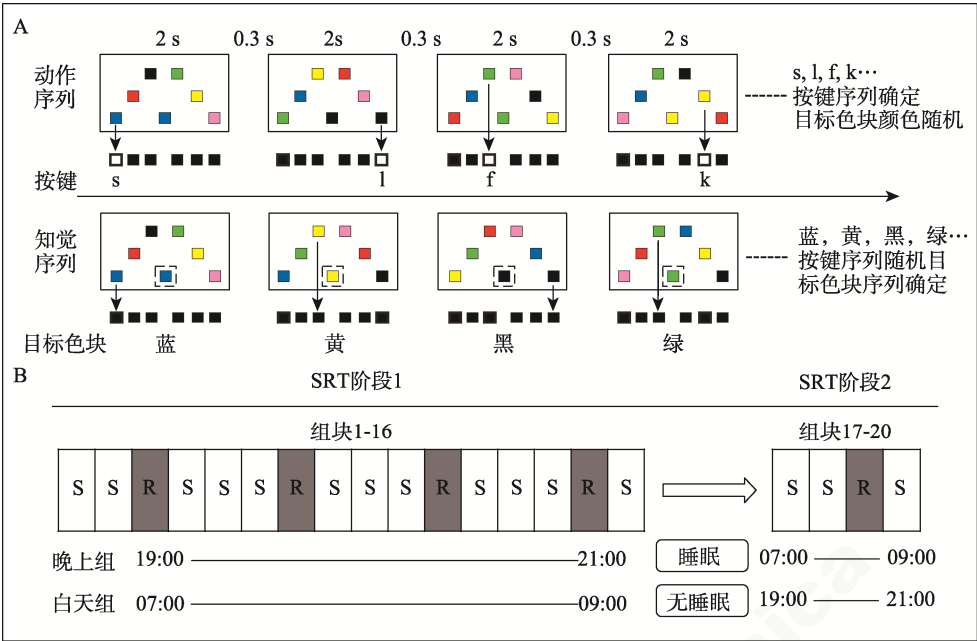 A
2 s 0.3 s 2s 0.3 s 2 s 0.3 s 2 s
动作
序列
s, l, f, k…
按键序列确定
目标色块颜色随机
按键 s l f k
知觉
序列
蓝，黄，黑，绿…
按键序列随机目
标色块序列确定
目标色块 蓝 黄 黑 绿
B
SRT阶段1 SRT阶段2
组块1-16 组块17-20
S S R S S S R S S S R S S S R S S S R S
晚上组 19:00 21:00 睡眠 07:00 09:00
白天组 07:00 09:00 无睡眠 19:00 21:00